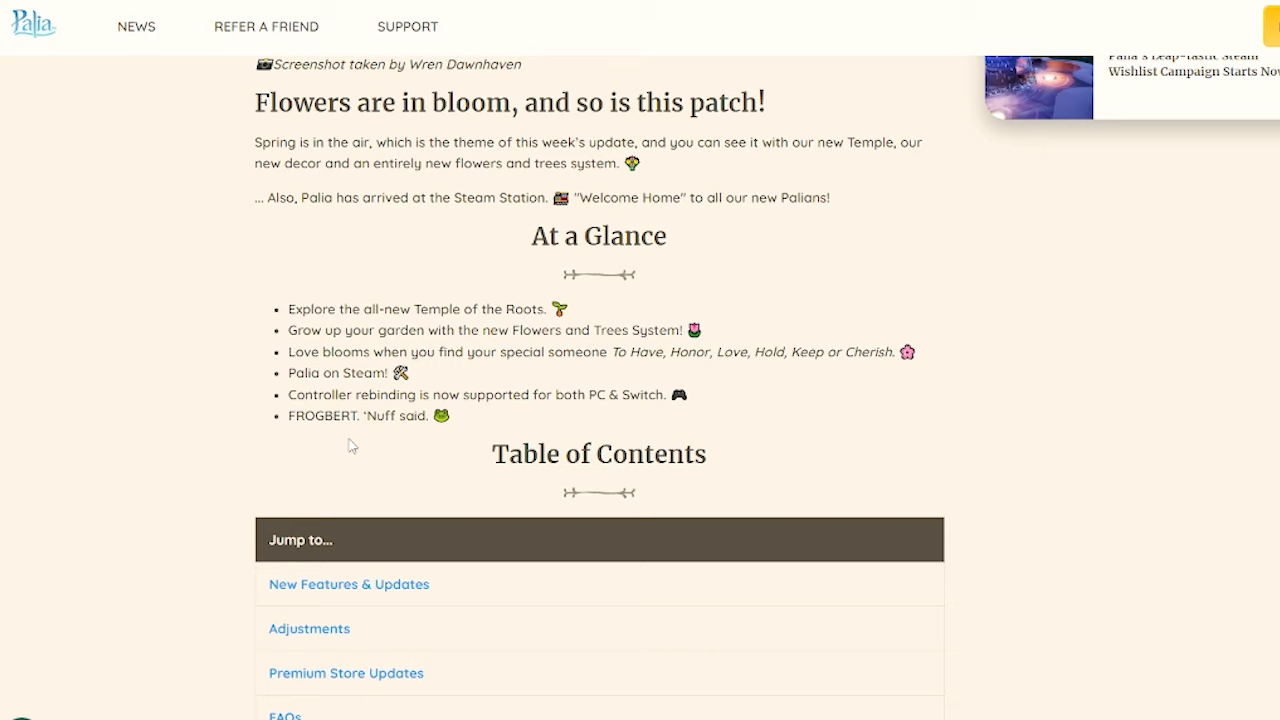 Palia
NEWS
REFER A FRIEND
SUPPORT
Screenshot taken by Wren Dawnhaven
Palia's Leap-Tastic Steam
Wishlist Campaign Starts
Flowers are in bloom, and so is this patch!
Spring is in the air, which is the theme of this week's update, and you can see it with our new Temple, our
new decor and an entirely new flowers and trees system. 💐
... Also, Palia has arrived at the Steam Station. 🚂 "Welcome Home" to all our new Palians!
At a Glance
• Explore the all-new Temple of the Roots. 🌱
• Grow up your garden with the new Flowers and Trees System! 🌷
• Love blooms when you find your special someone To Have, Honor, Love, Hold, Keep or Cherish. 🌸
• Palia on Steam! 🛠
• Controller rebinding is now supported for both PC & Switch. 🎮
• FROGBERT. ‘Nuff said. 🐸
Table of Contents
Jump to...
New Features & Updates
Adjustments
Premium Store Updates
FAQs